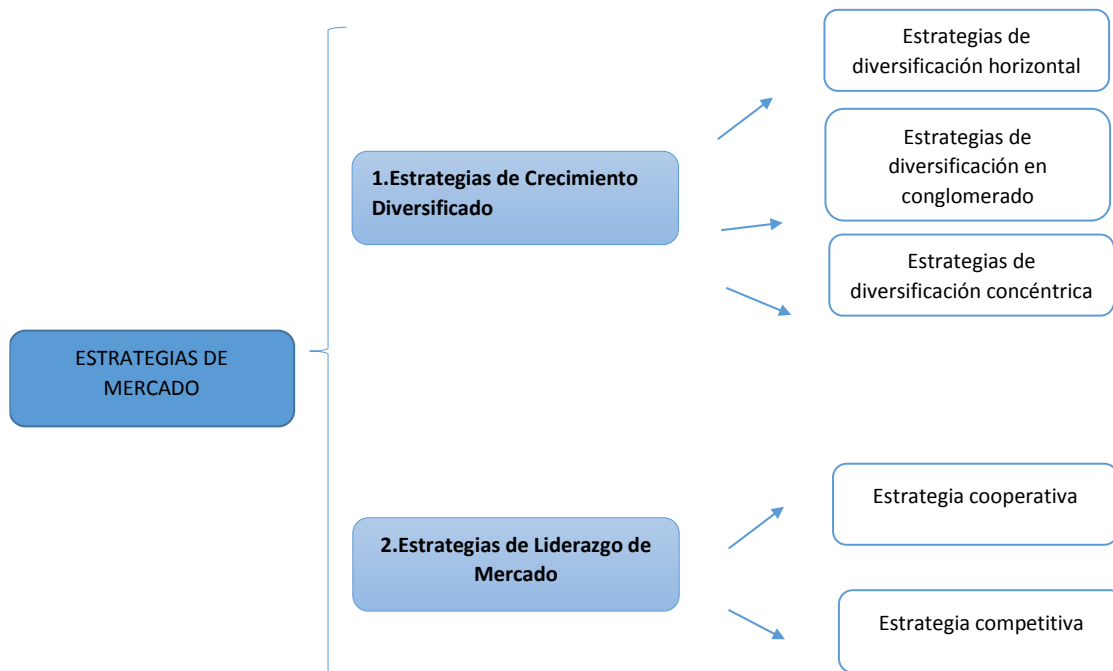 ESTRATEGIAS DE
MERCADO
1.Estrategias de Crecimiento
Diversificado
Estrategias de
diversificación horizontal
Estrategias de
diversificación en
conglomerado
Estrategias de
diversificación concéntrica
2.Estrategias de Liderazgo de
Mercado
Estrategia cooperativa
Estrategia competitiva